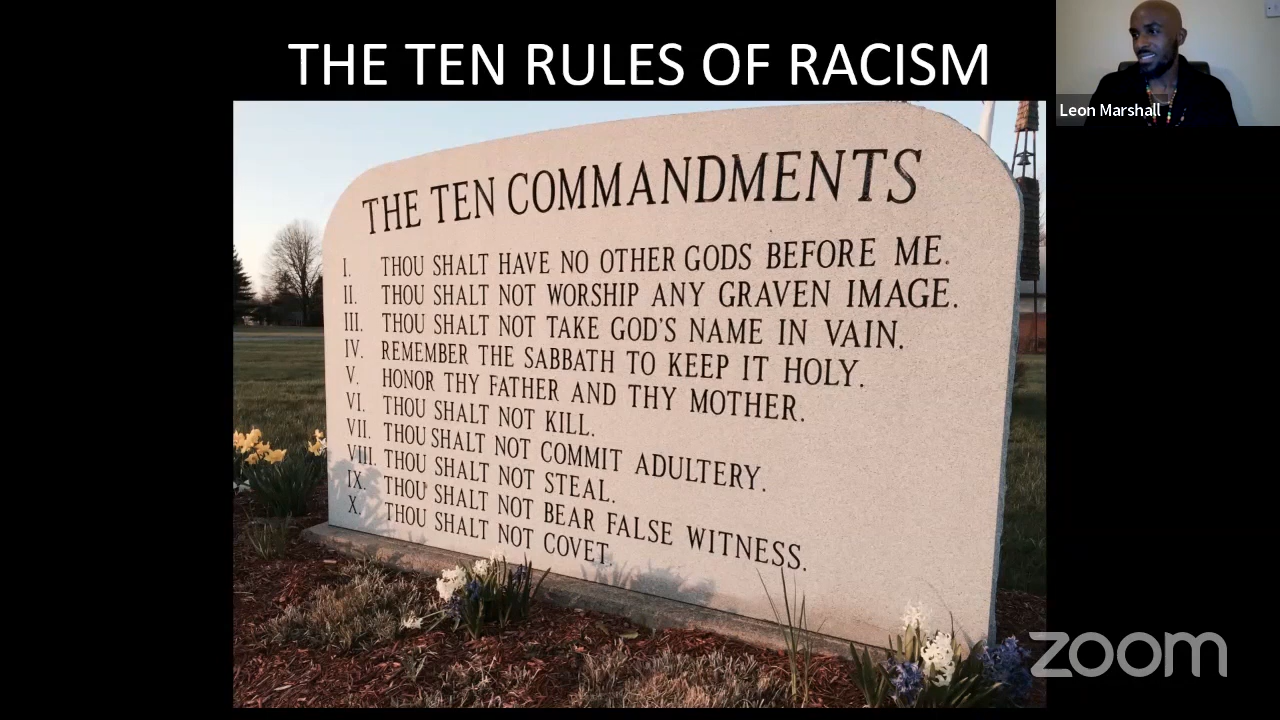 THE TEN RULES OF RACISM
Leon Marshall
THE TEN COMMANDMENTS
I. THOU SHALT HAVE NO OTHER GODS BEFORE ME.
II. THOU SHALT NOT WORSHIP ANY GRAVEN IMAGE.
III. THOU SHALT NOT TAKE GOD'S NAME IN VAIN.
IV. REMEMBER THE SABBATH TO KEEP IT HOLY.
V. HONOR THY FATHER AND THY MOTHER.
VI. THOU SHALT NOT KILL.
VII. THOU SHALT NOT COMMIT ADULTERY.
VIII. THOU SHALT NOT STEAL.
IX. THOU SHALT NOT BEAR FALSE WITNESS.
X. THOU SHALT NOT COVET.
zoom